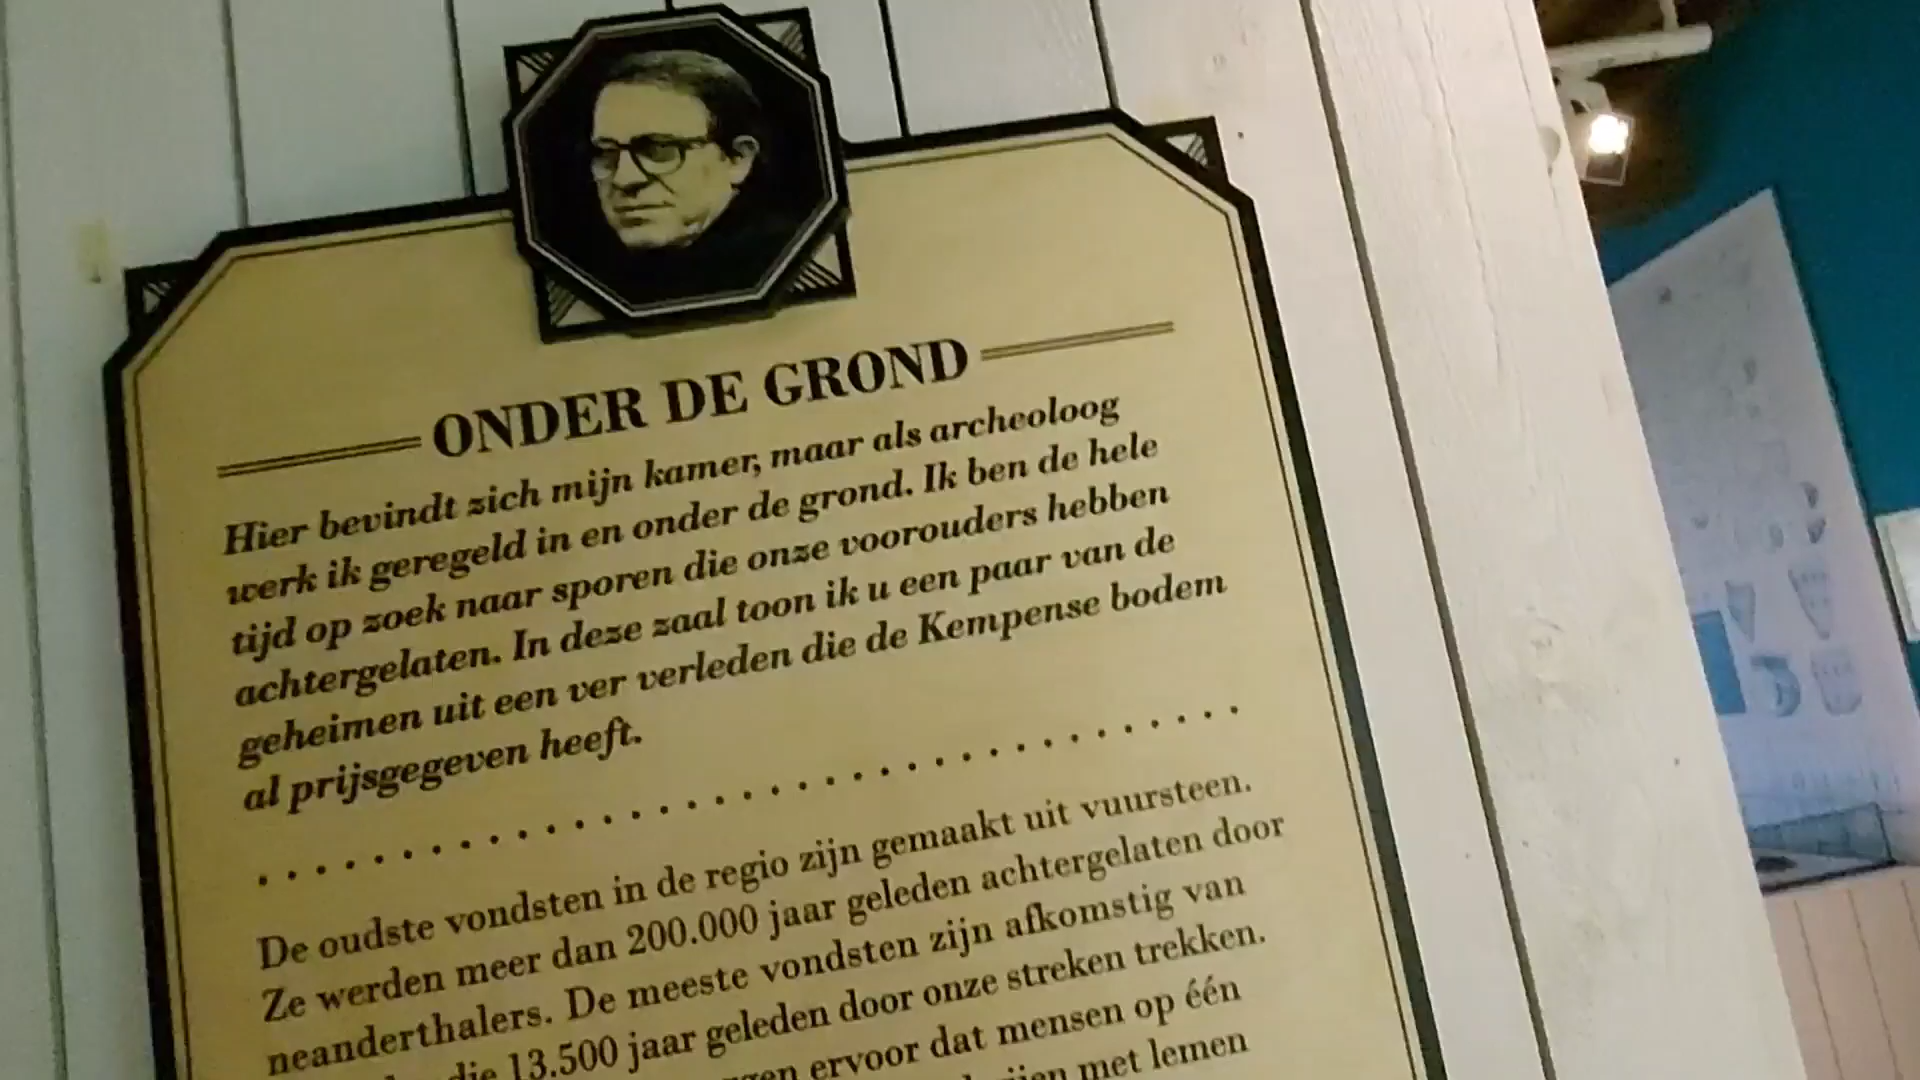 ONDER DE GROND
Hier bevindt zich mijn kamer, maar als archeoloog
werk ik geregeld in en onder de grond. Ik ben de hele
tijd op zoek naar sporen die onze voorouders hebben
achtergelaten. In deze zaal toon ik u een paar van de
geheimen uit een ver verleden die de Kempense bodem
al prijsgegeven heeft.
De oudste vondsten in de regio zijn gemaakt uit vuursteen.
Ze werden meer dan 200.000 jaar geleden achtergelaten door
neanderthalers. De meeste vondsten zijn afkomstig van
die 13.500 jaar geleden door onze streken trekken.
ervoor dat mensen op één
met lemen